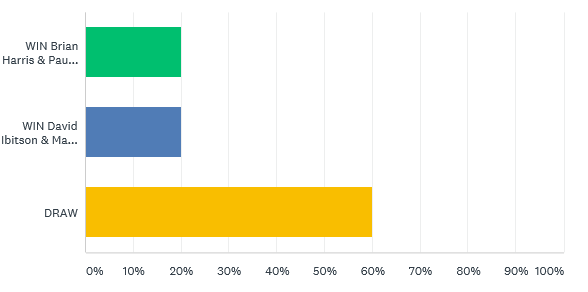 WIN Brian
Harris & Pau...
WIN David
Ibitson & Ma...
DRAW
0% 10% 20% 30% 40% 50% 60% 70% 80% 90% 100%